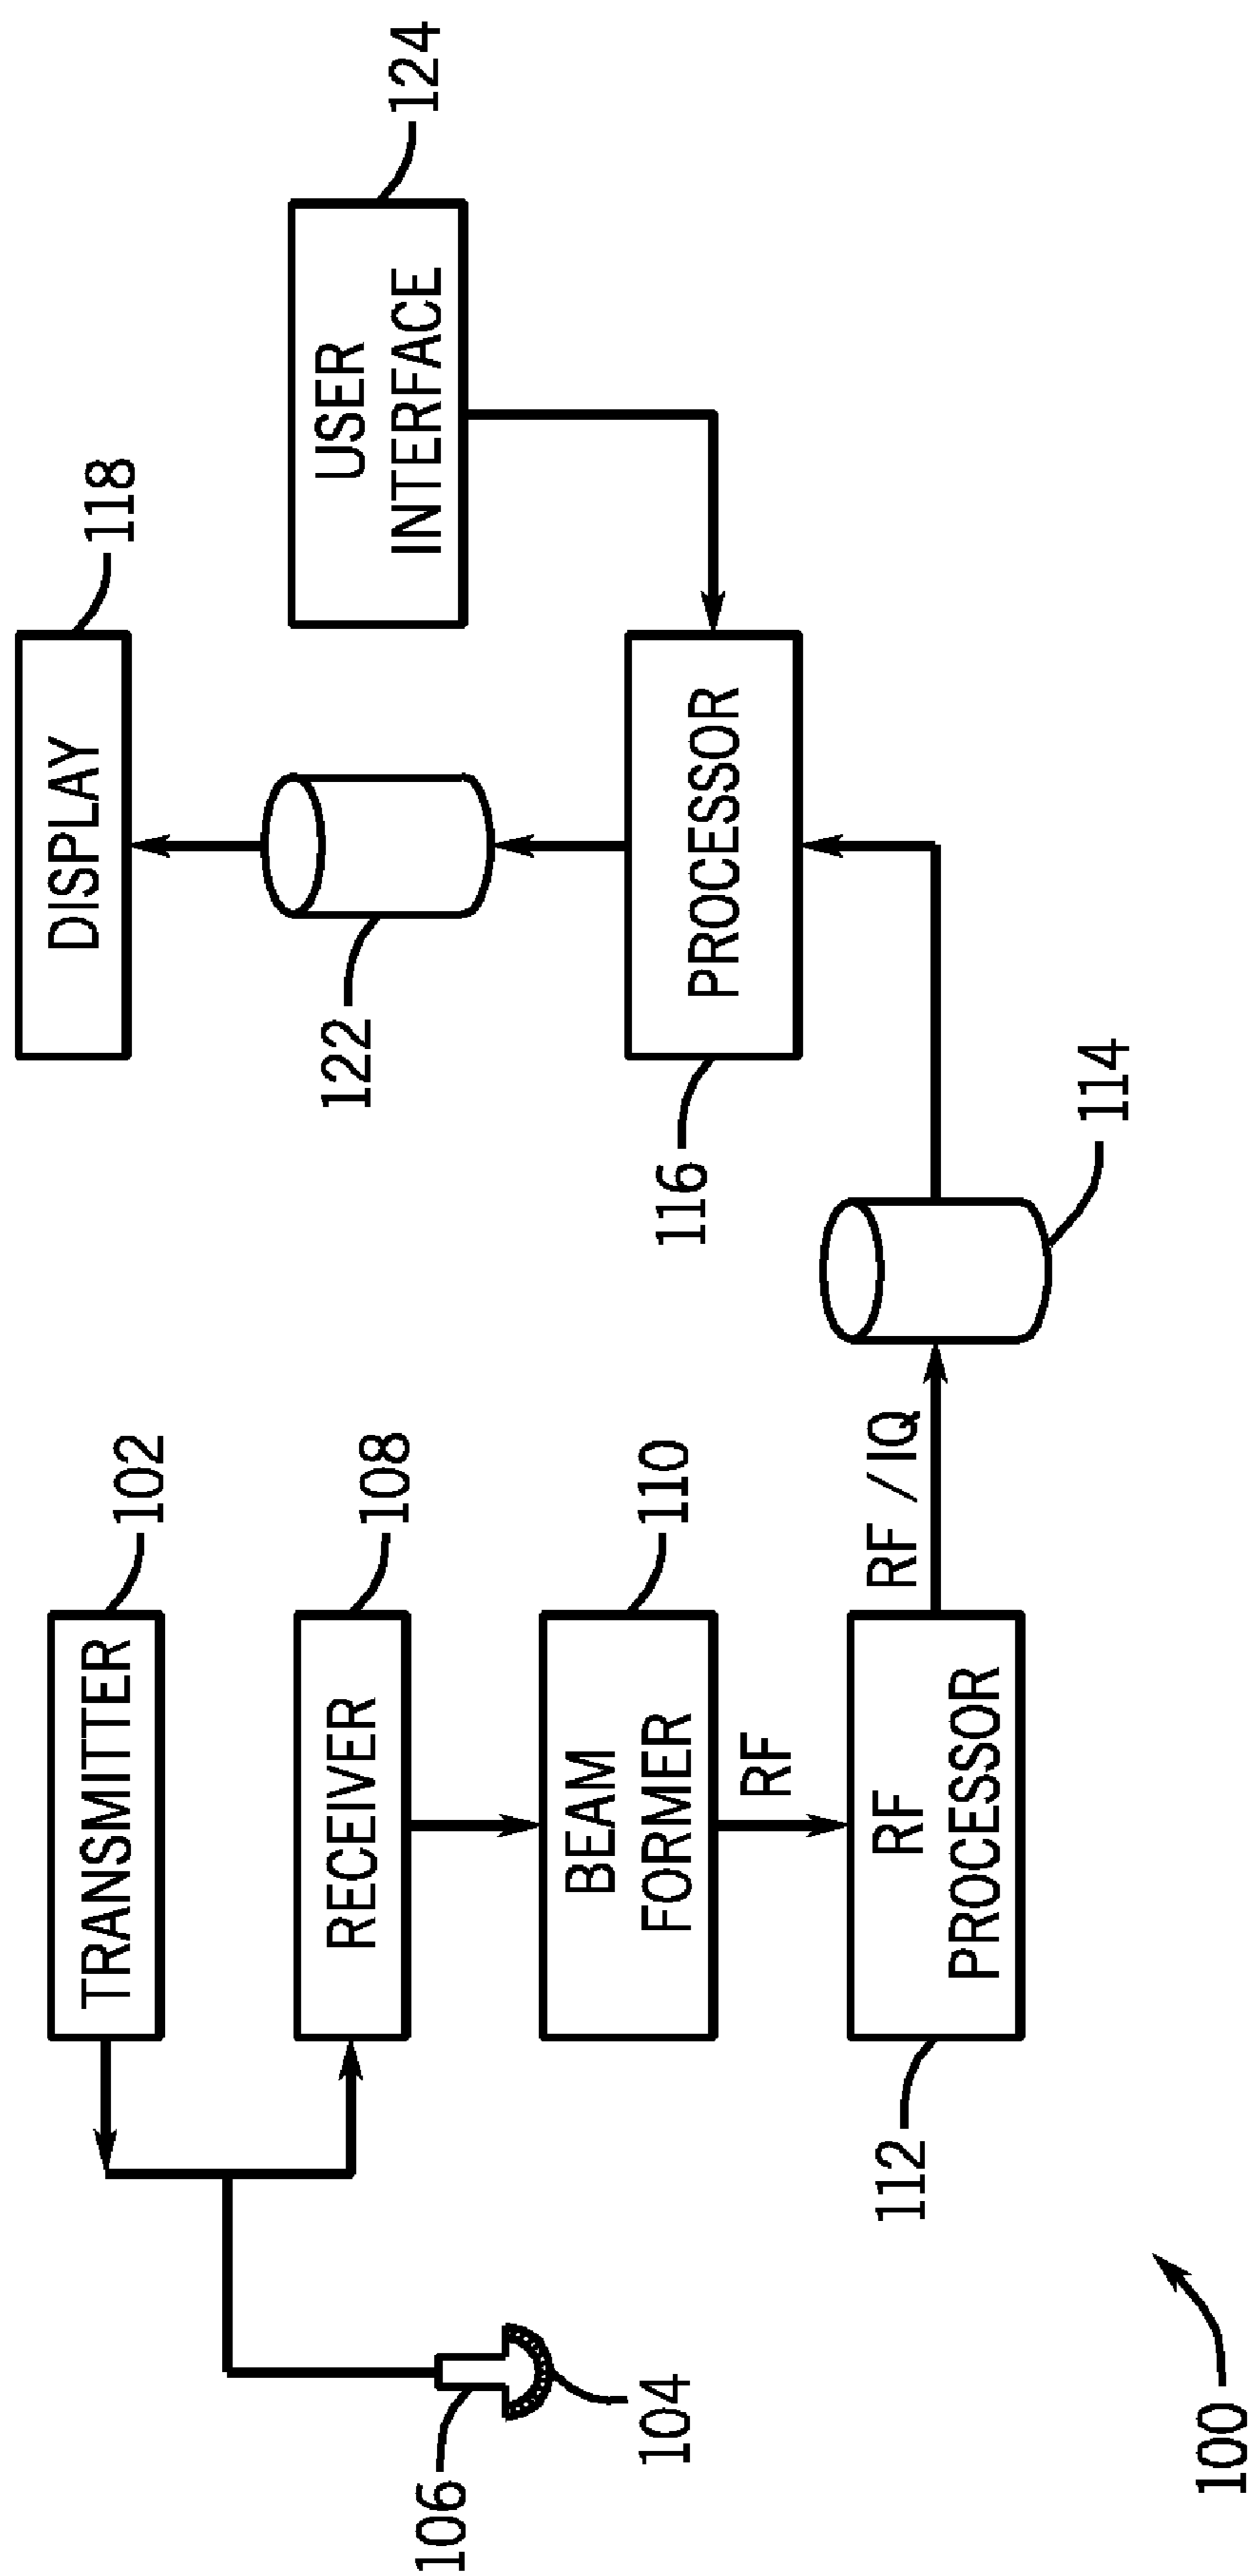 TRANSMITTER
102
DISPLAY
118
RECEIVER
108
122
USER
INTERFACE
124
106
104
BEAM
FORMER
110
RF
116
PROCESSOR
112
RF
PROCESSOR
RF / IQ
114
100